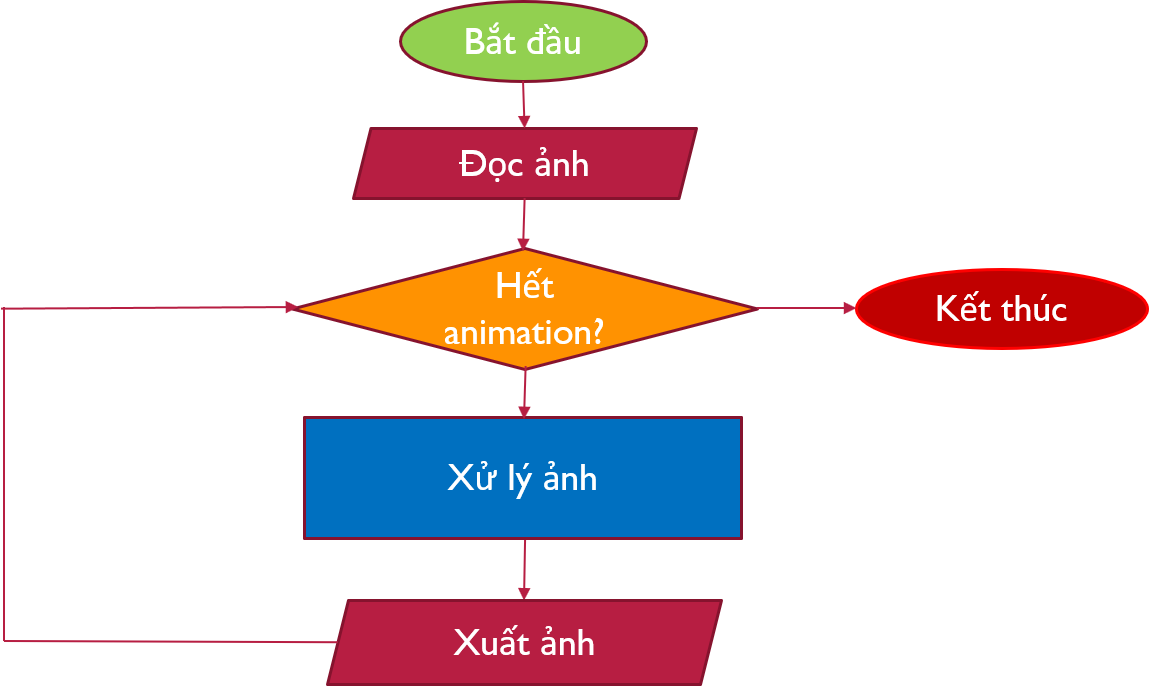 Bắt đầu
Đọc ảnh
Hết
animation?
Kết thúc
Xử lý ảnh
Xuất ảnh